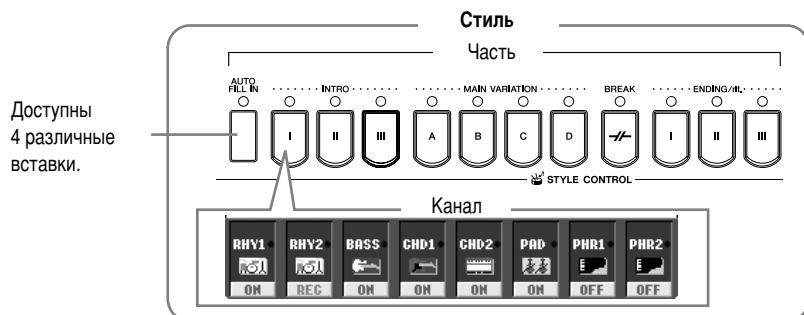 Стиль
Часть
AUTO
FILL IN
INTRO
MAIN VARIATION
BREAK
ENDING/rit.
Доступны
4 различные
вставки.
I II III A B C D I II III
STYLE CONTROL
Канал
RHY1 RHY2 BASS CHD1 CHD2 PAD PHR1 PHR2
ON REC ON ON ON ON OFF OFF